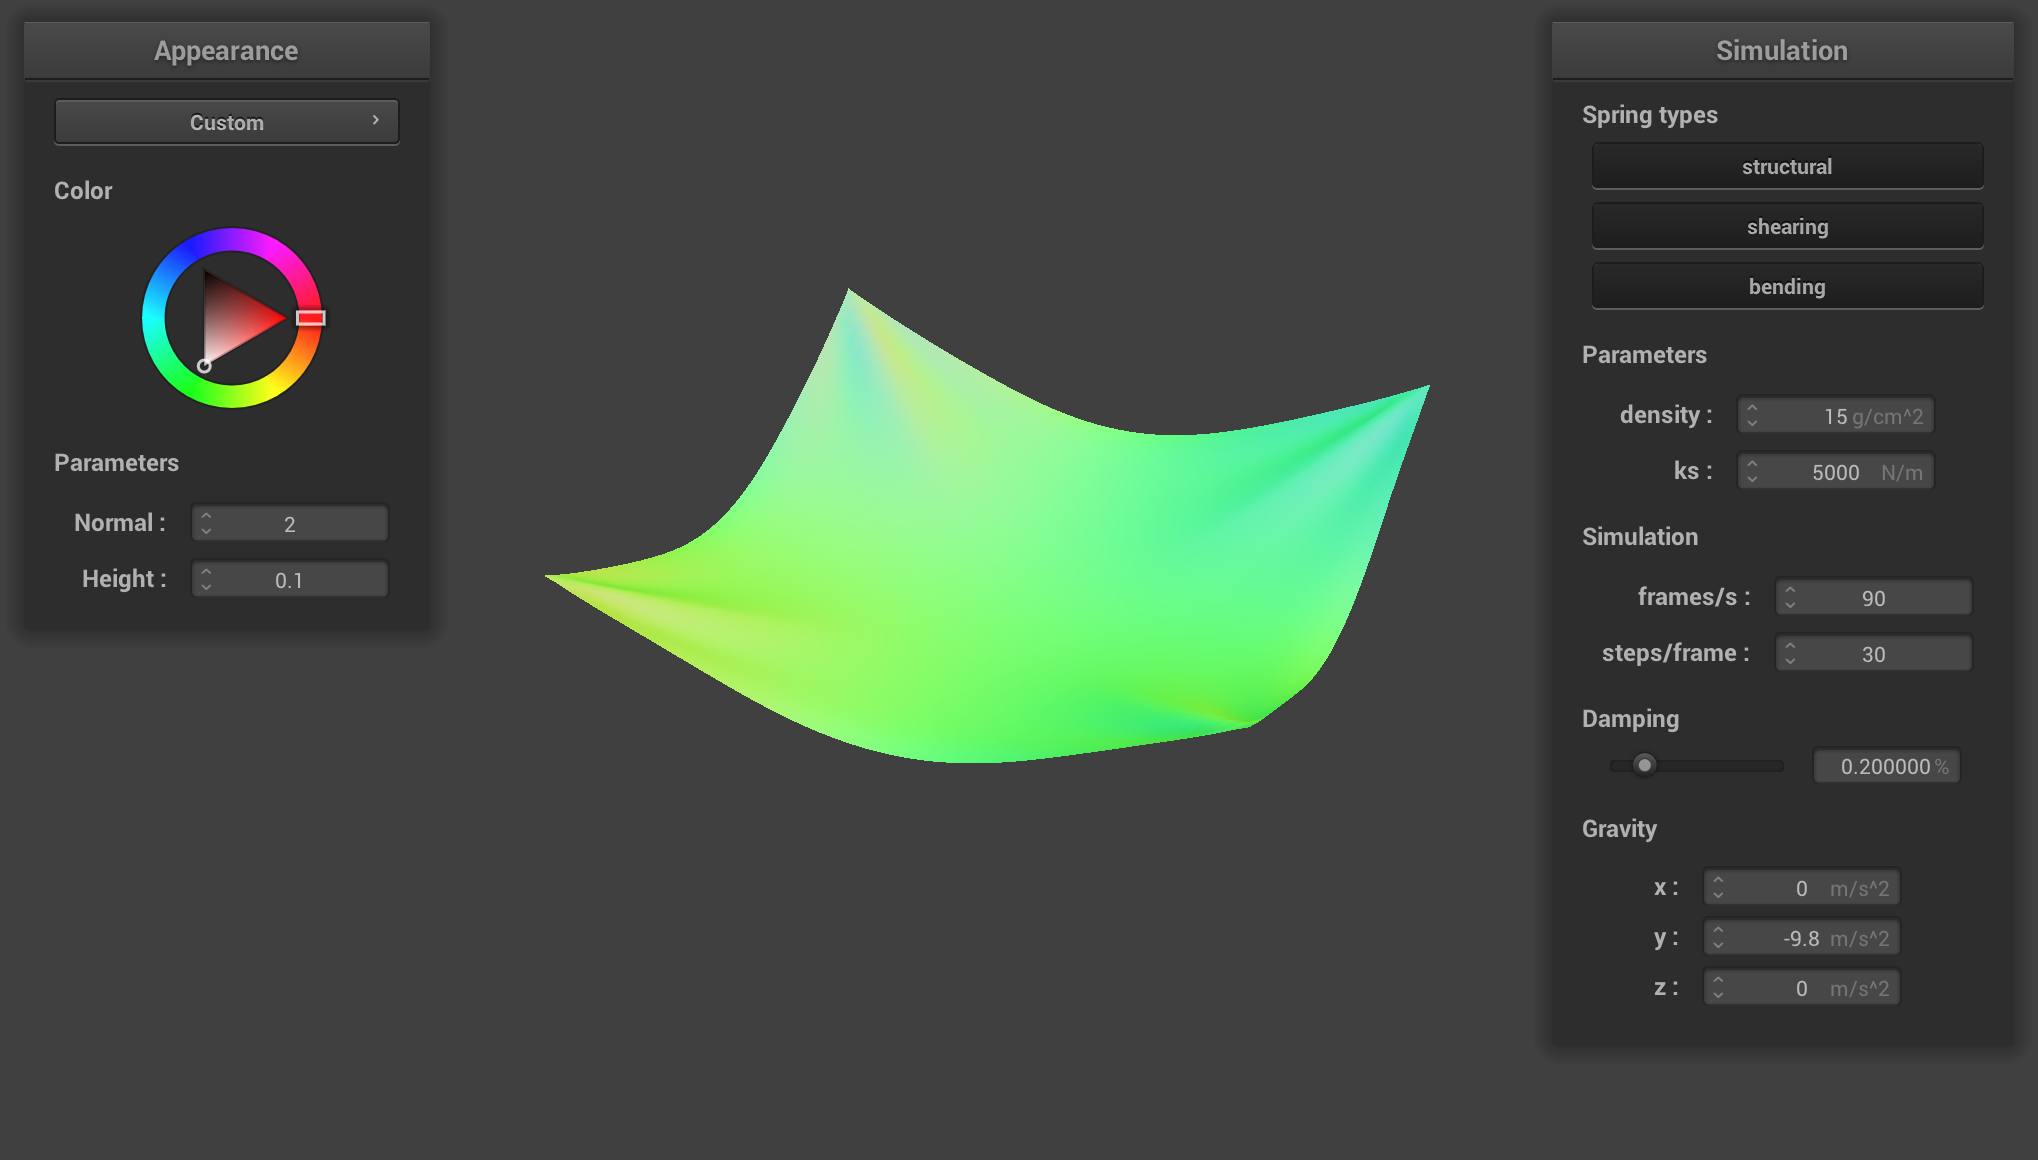 Appearance
Custom ›
Color
Parameters
Normal : 2
Height : 0.1
Simulation
Spring types
structural
shearing
bending
Parameters
density : 15 g/cm^2
ks : 5000 N/m
Simulation
frames/s : 90
steps/frame : 30
Damping
0.200000 %
Gravity
x : 0 m/s^2
y : -9.8 m/s^2
z : 0 m/s^2